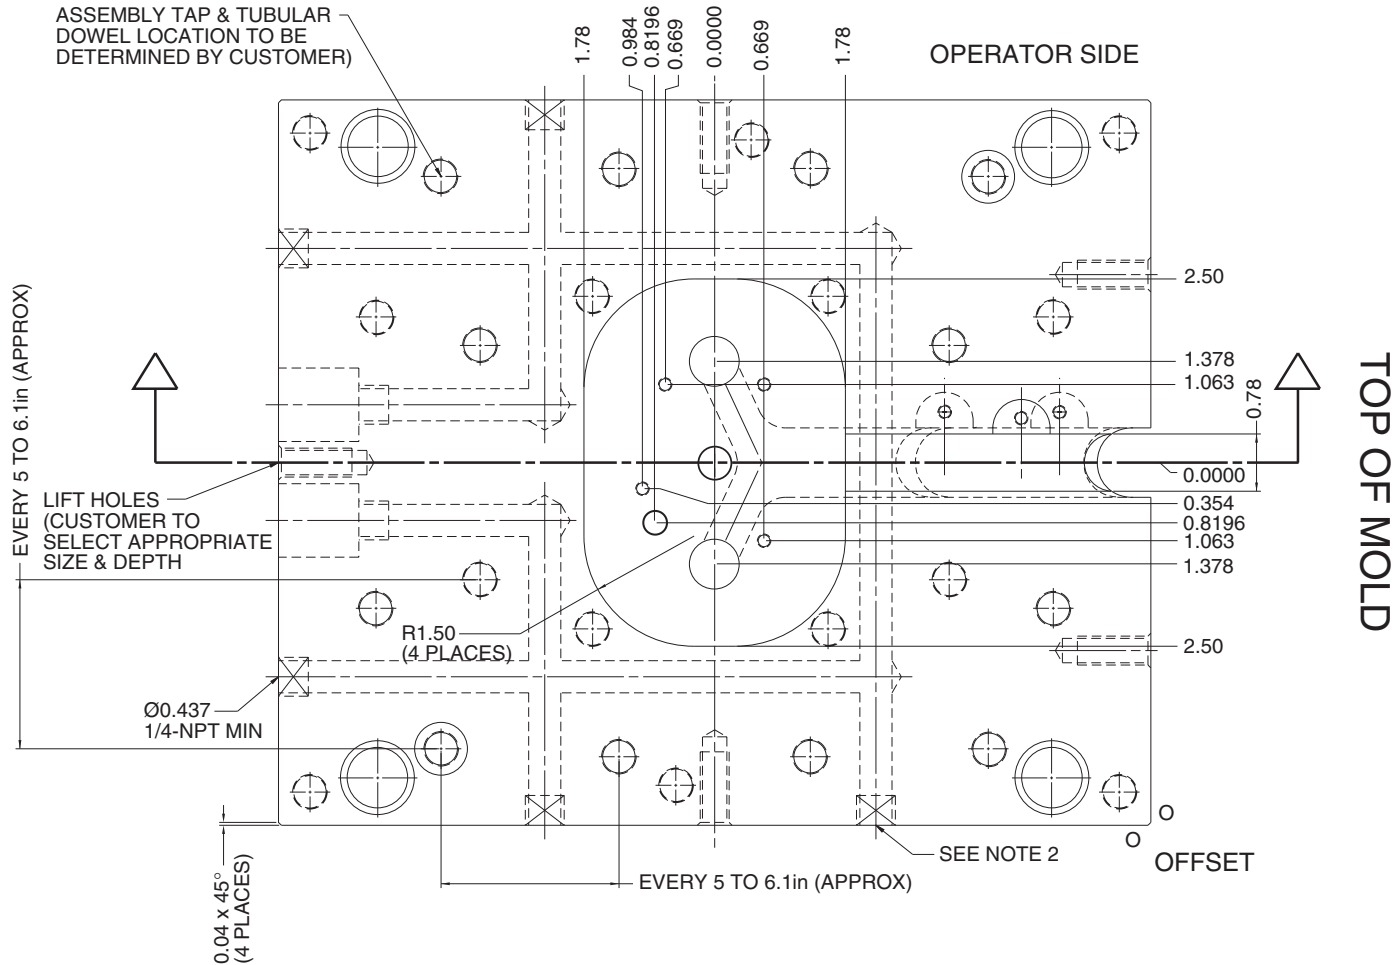 ASSEMBLY TAP & TUBULAR
DOWEL LOCATION TO BE
DETERMINED BY CUSTOMER)
1.78
0.984
0.8196
0.669
0.0000
0.669
1.78
OPERATOR SIDE
2.50
1.378
1.063
0.78
0.0000
0.354
0.8196
1.063
1.378
2.50
TOP OF MOLD
EVERY 5 TO 6.1in (APPROX)
LIFT HOLES
(CUSTOMER TO
SELECT APPROPRIATE
SIZE & DEPTH
R1.50
(4 PLACES)
Ø0.437
1/4-NPT MIN
0.04 x 45°
(4 PLACES)
EVERY 5 TO 6.1in (APPROX)
SEE NOTE 2
O
O
OFFSET